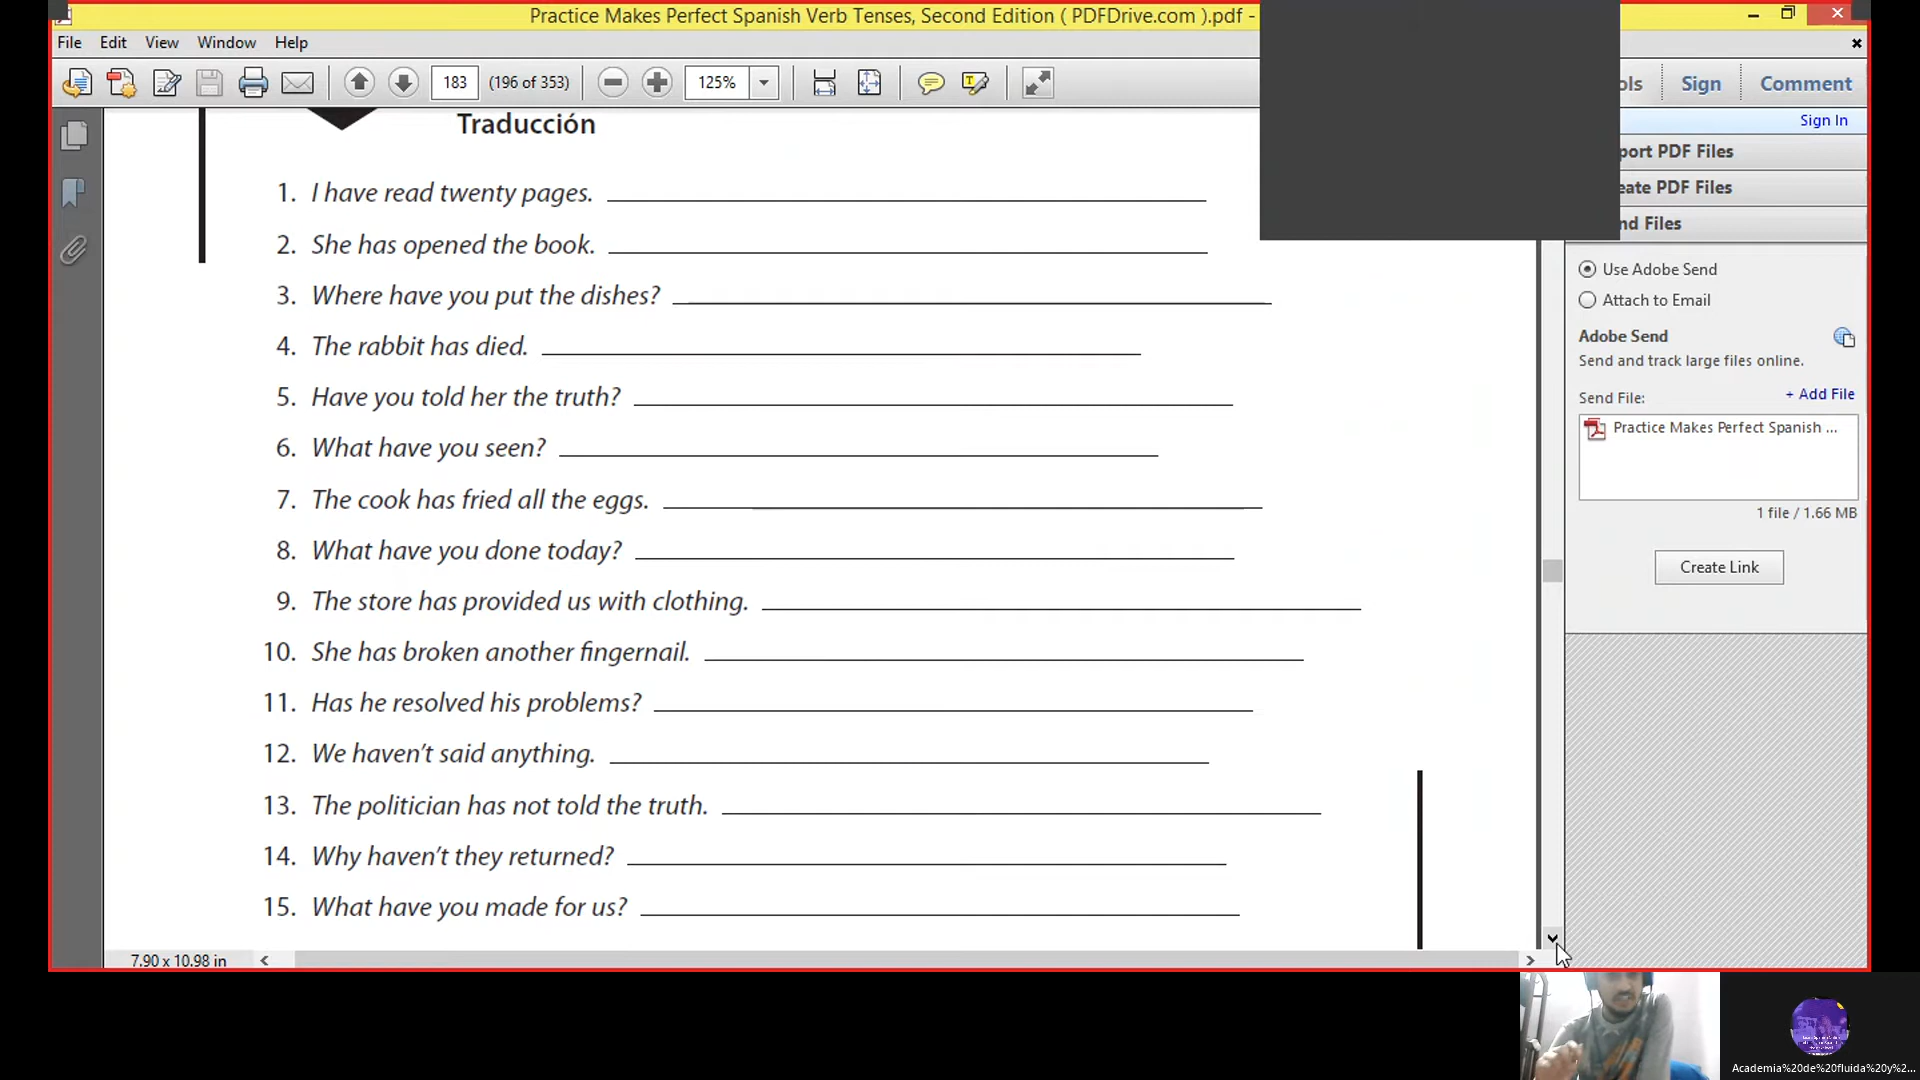 Practice Makes Perfect Spanish Verb Tenses, Second Edition ( PDFDrive.com ).pdf -
File Edit View Window Help
183 (196 of 353) 125% Sign Comment
Sign In
Traducción
PDF Files
PDF Files
Files
1. I have read twenty pages.
2. She has opened the book.
3. Where have you put the dishes?
4. The rabbit has died.
5. Have you told her the truth?
6. What have you seen?
7. The cook has fried all the eggs.
8. What have you done today?
9. The store has provided us with clothing.
10. She has broken another fingernail.
11. Has he resolved his problems?
12. We haven't said anything.
13. The politician has not told the truth.
14. Why haven't they returned?
15. What have you made for us?
Use Adobe Send
Attach to Email
Adobe Send
Send and track large files online.
Send File: + Add File
Practice Makes Perfect Spanish ...
1 file / 1.66 MB
Create Link
7.90 x 10.98 in
Academia%20de%20fluida%20y%2...